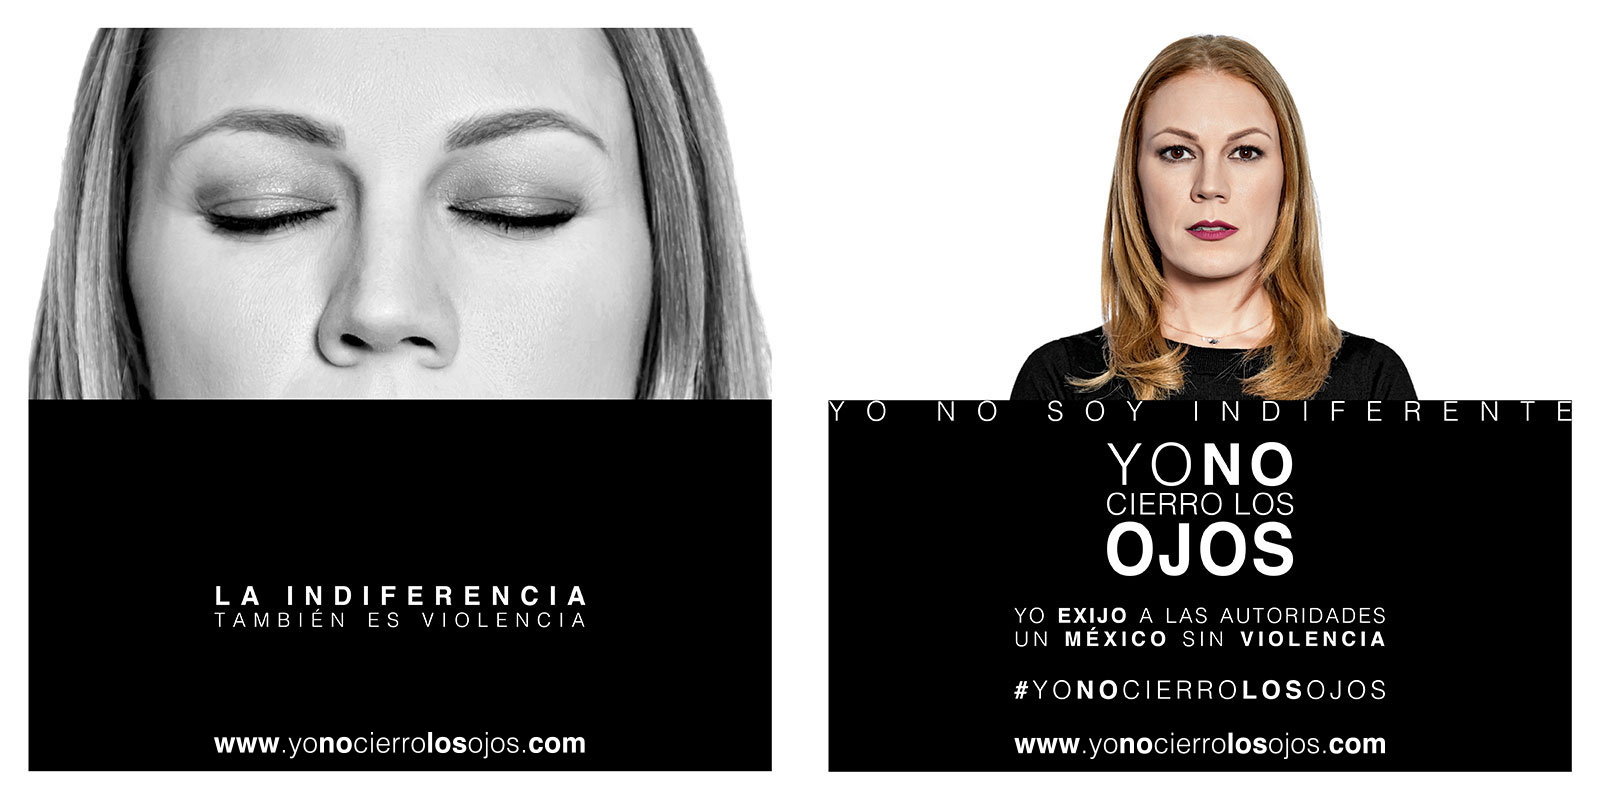 LA INDIFERENCIA
TAMBIÉN ES VIOLENCIA
www.yonocierrolosojos.com
YO NO SOY INDIFERENTE
YONO
CIERRO LOS
OJOS
YO EXIJO A LAS AUTORIDADES
UN MÉXICO SIN VIOLENCIA
#YONOCIERROLOSOJOS
www.yonocierrolosojos.com